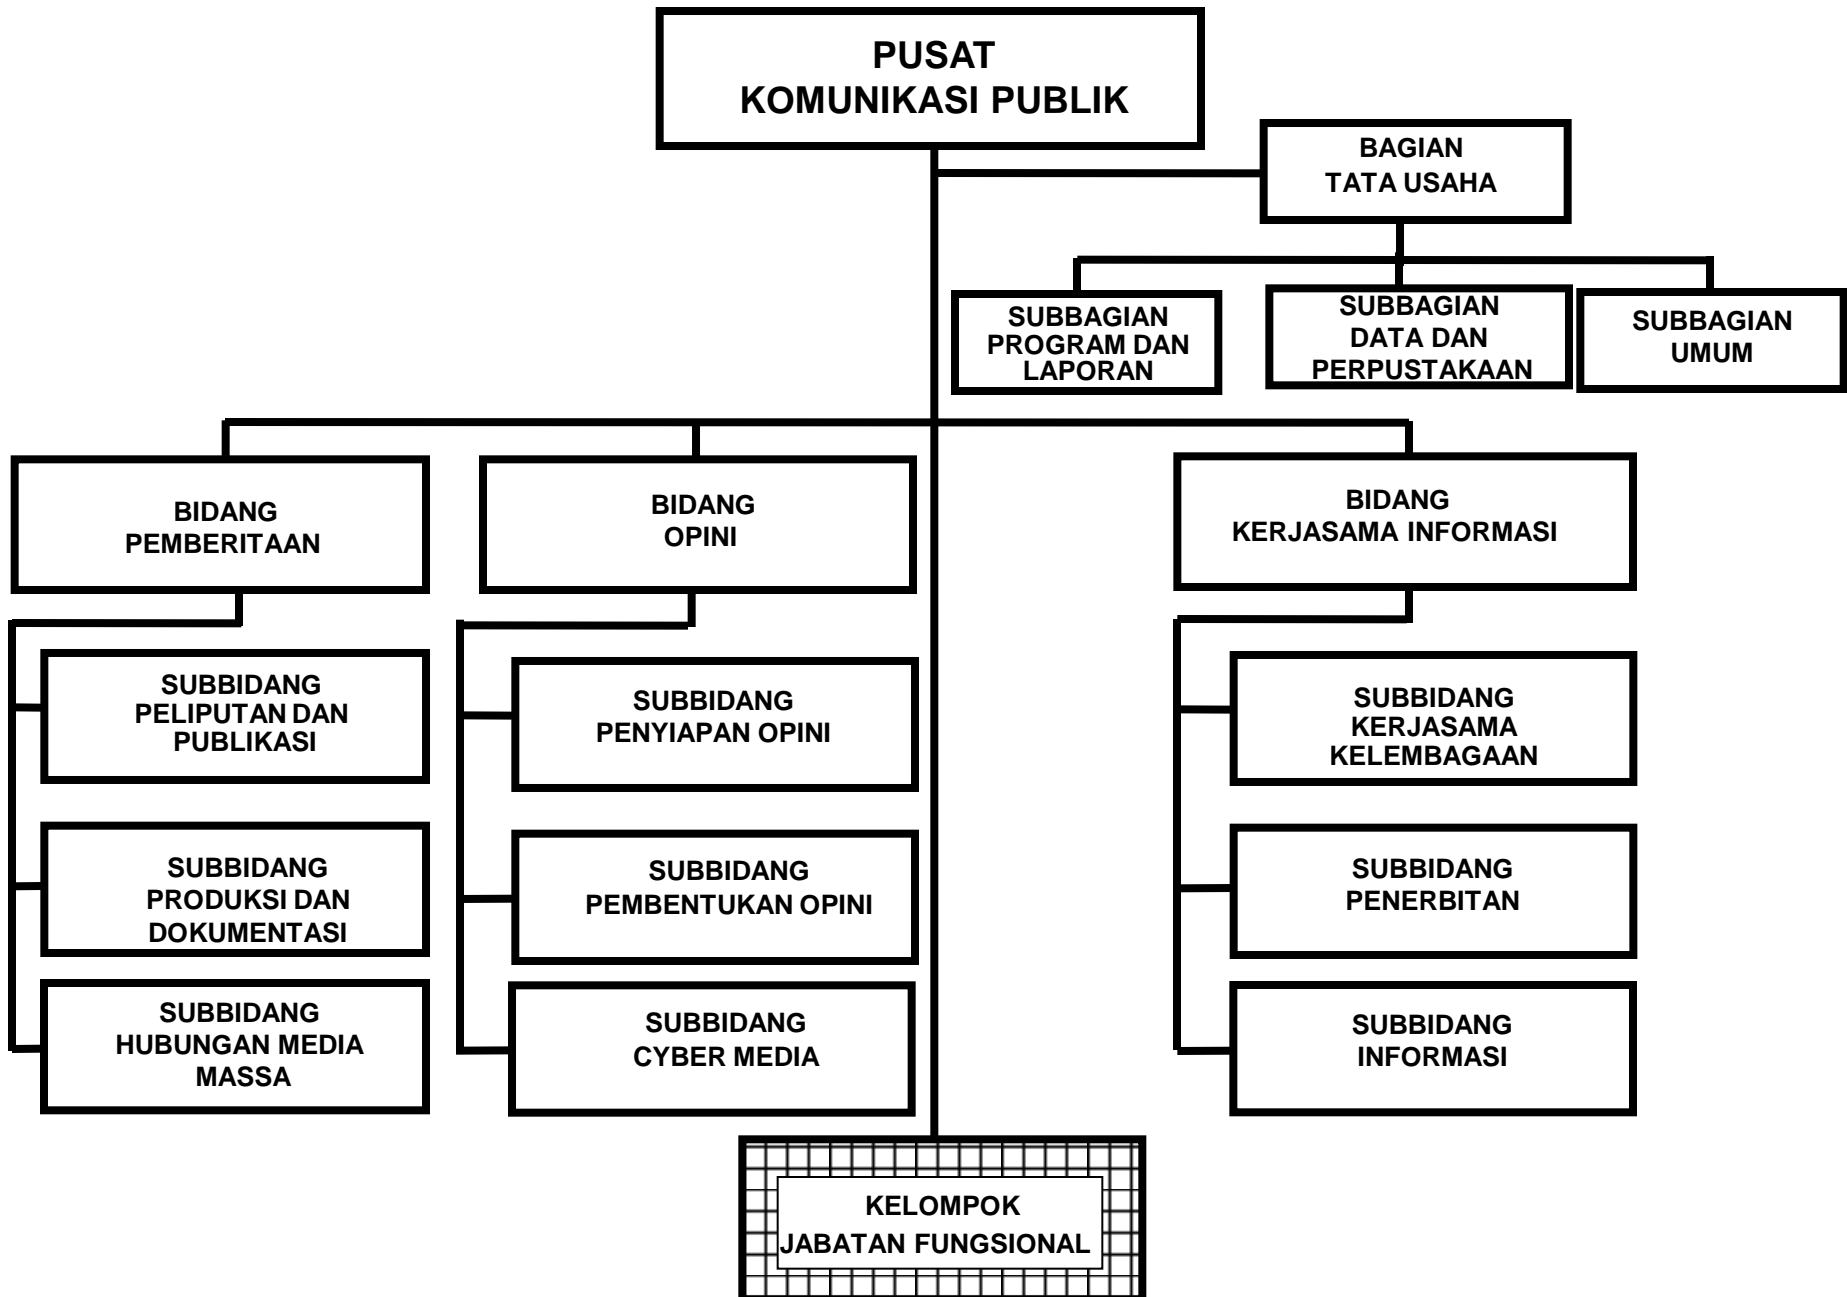 PUSAT
KOMUNIKASI PUBLIK
BAGIAN
TATA USAHA
SUBBAGIAN
PROGRAM DAN
LAPORAN
SUBBAGIAN
DATA DAN
PERPUSTAKAAN
SUBBAGIAN
UMUM
BIDANG
PEMBERITAAN
BIDANG
OPINI
BIDANG
KERJASAMA INFORMASI
SUBBIDANG
PELIPUTAN DAN
PUBLIKASI
SUBBIDANG
PRODUKSI DAN
DOKUMENTASI
SUBBIDANG
HUBUNGAN MEDIA
MASSA
SUBBIDANG
PENYIAPAN OPINI
SUBBIDANG
PEMBENTUKAN OPINI
SUBBIDANG
CYBER MEDIA
SUBBIDANG
KERJASAMA
KELEMBAGAAN
SUBBIDANG
PENERBITAN
SUBBIDANG
INFORMASI
KELOMPOK
JABATAN FUNGSIONAL